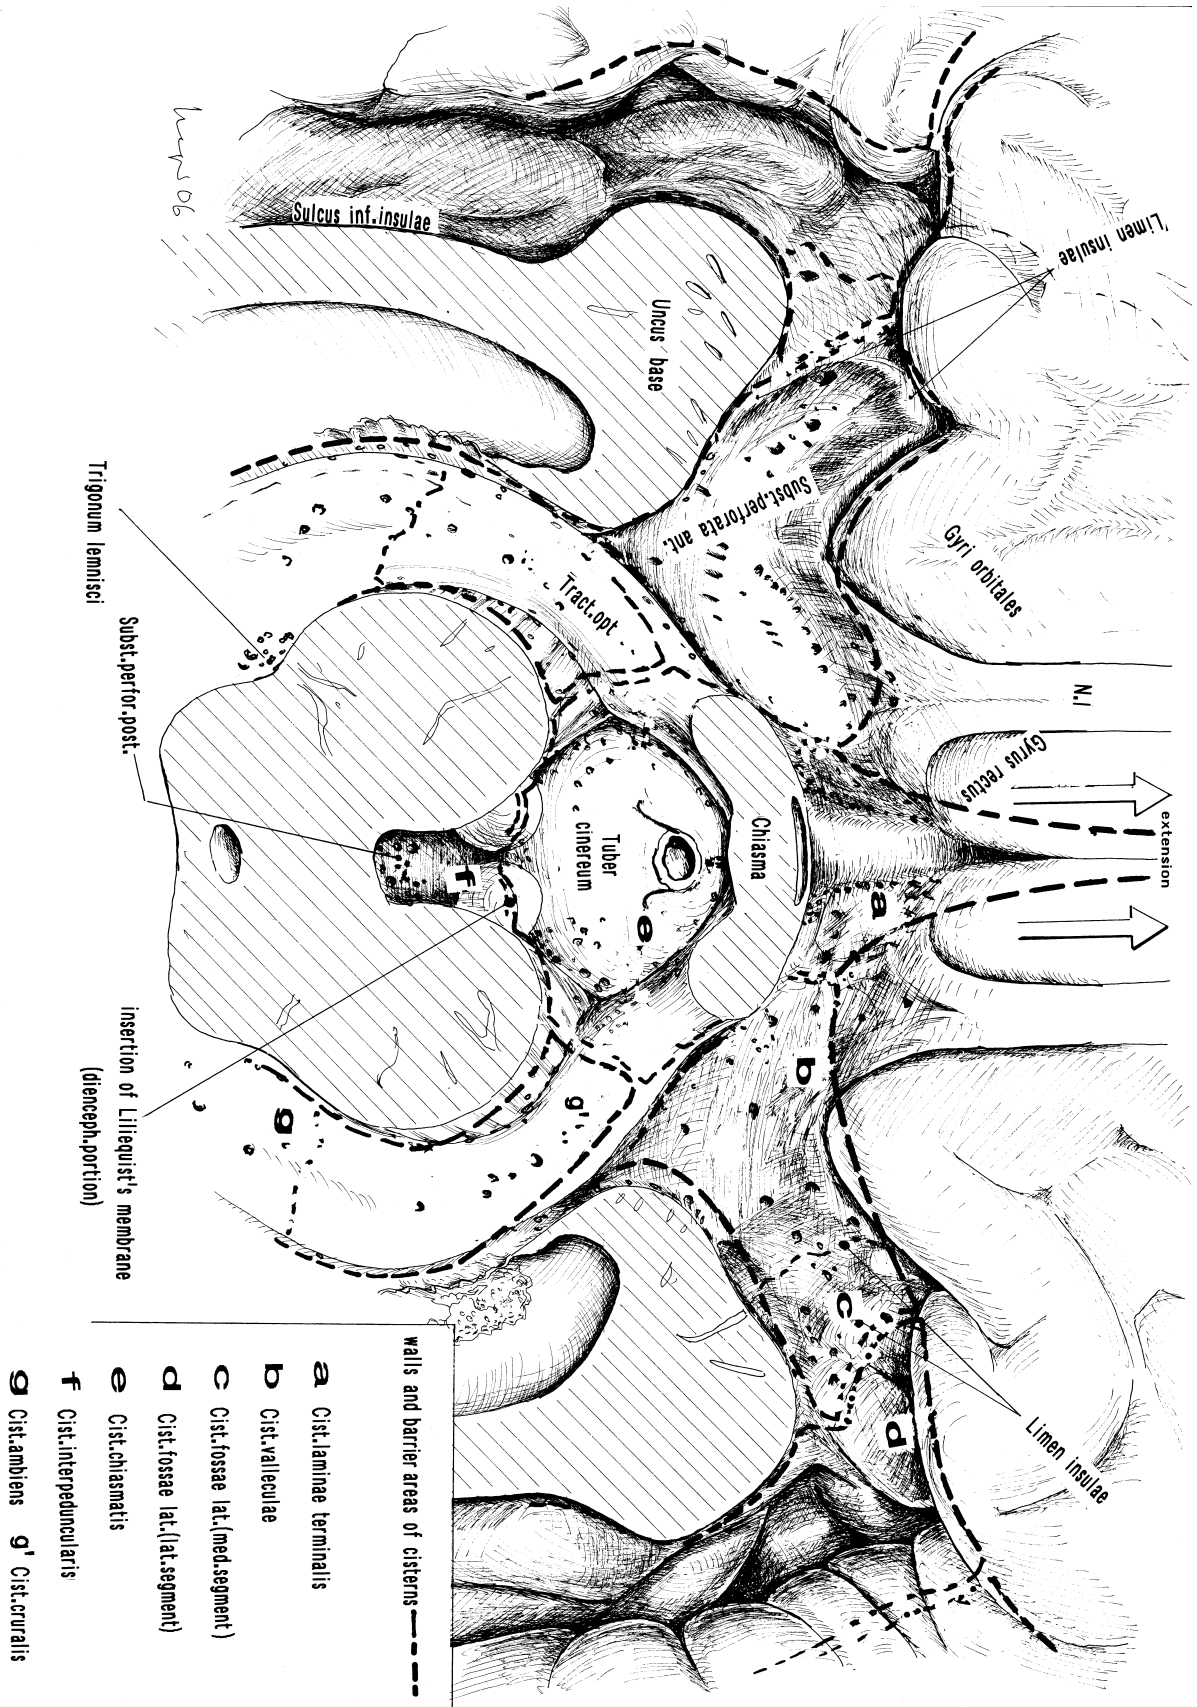 Limen insulae
Sulcus inf.insulae
Uncus base
Subst.perforata ant.
Gyri orbitales
Trigonum lemnisci
Tract.opt
N.I
Subst.perfor.post.
Gyrus rectus
extension
Chiasma
Tuber
cinereum
f
e
a
b
insertion of Liliequist's membrane
(dienceph.portion)
g
g'
c
d
Limen insulae
walls and barrier areas of cisterns
a Cist.laminae terminalis
b Cist.valleculae
c Cist.fossae lat.(med.segment)
d Cist.fossae lat.(lat.segment)
e Cist.chiasmatis
f Cist.interpeduncularis
g Cist.ambiens g' Cist.cruralis